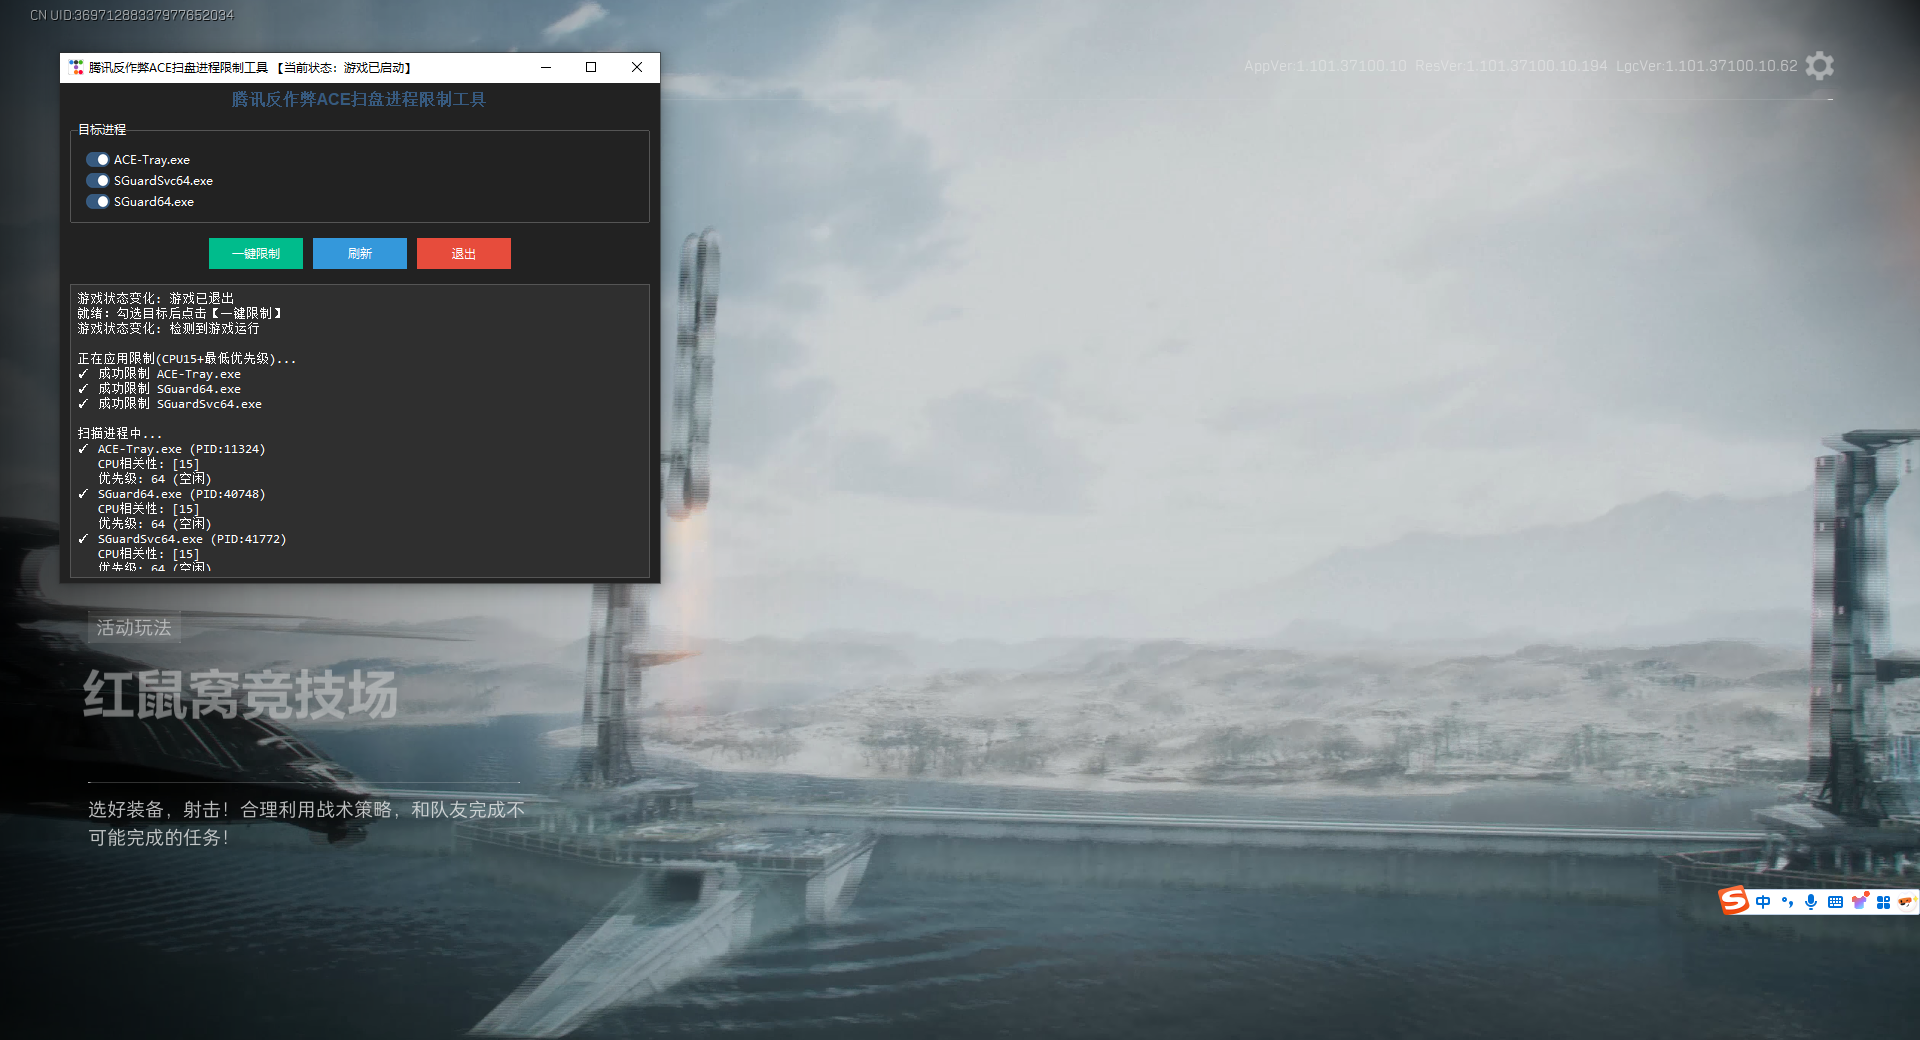 CN UID:36971288337977652034
腾讯反作弊ACE扫盘进程限制工具 【当前状态：游戏已启动】
AppVer:1.101.37100.10 ResVer:1.101.37100.10.194 LgcVer:1.101.37100.10.62
腾讯反作弊ACE扫盘进程限制工具
目标进程
ACE-Tray.exe
SGuardSvc64.exe
SGuard64.exe
一键限制 刷新 退出
游戏状态变化: 游戏已退出
就绪: 勾选目标后点击【一键限制】
游戏状态变化: 检测到游戏运行
正在应用限制(CPU15+最低优先级)...
✓ 成功限制 ACE-Tray.exe
✓ 成功限制 SGuard64.exe
✓ 成功限制 SGuardSvc64.exe
扫描进程中...
✓ ACE-Tray.exe (PID:11324)
CPU相关性: [15]
优先级: 64 (空闲)
✓ SGuard64.exe (PID:40748)
CPU相关性: [15]
优先级: 64 (空闲)
✓ SGuardSvc64.exe (PID:41772)
CPU相关性: [15]
优先级: 64 (空闲)
活动玩法
红鼠窝竞技场
选好装备，射击！合理利用战术策略，和队友完成不
可能完成的任务！
中